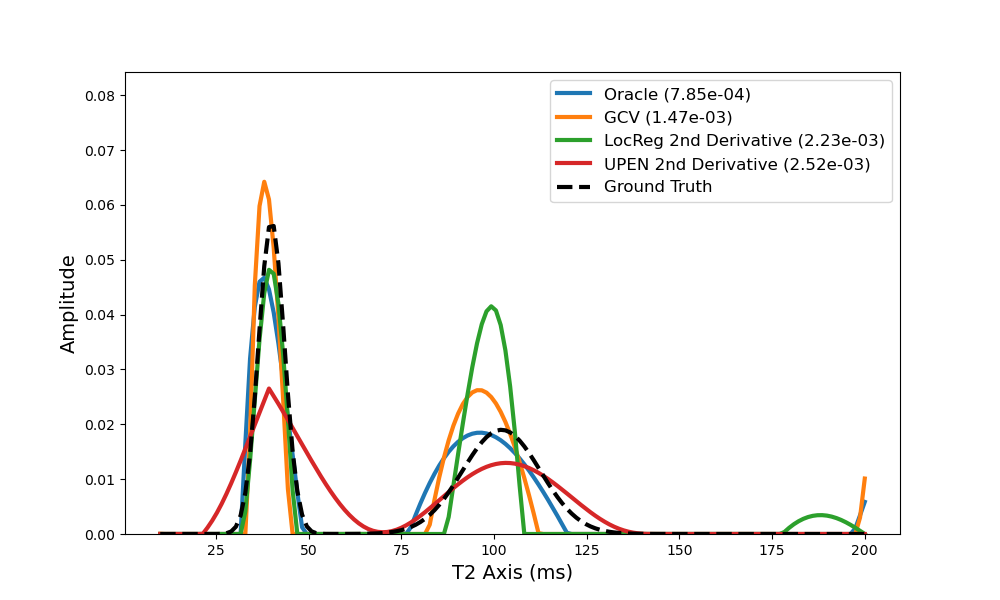 0.08
0.07
0.06
0.05
0.04
0.03
0.02
0.01
0.00
Amplitude
25
50
75
100
125
150
175
200
T2 Axis (ms)
Oracle (7.85e-04)
GCV (1.47e-03)
LocReg 2nd Derivative (2.23e-03)
UPEN 2nd Derivative (2.52e-03)
Ground Truth